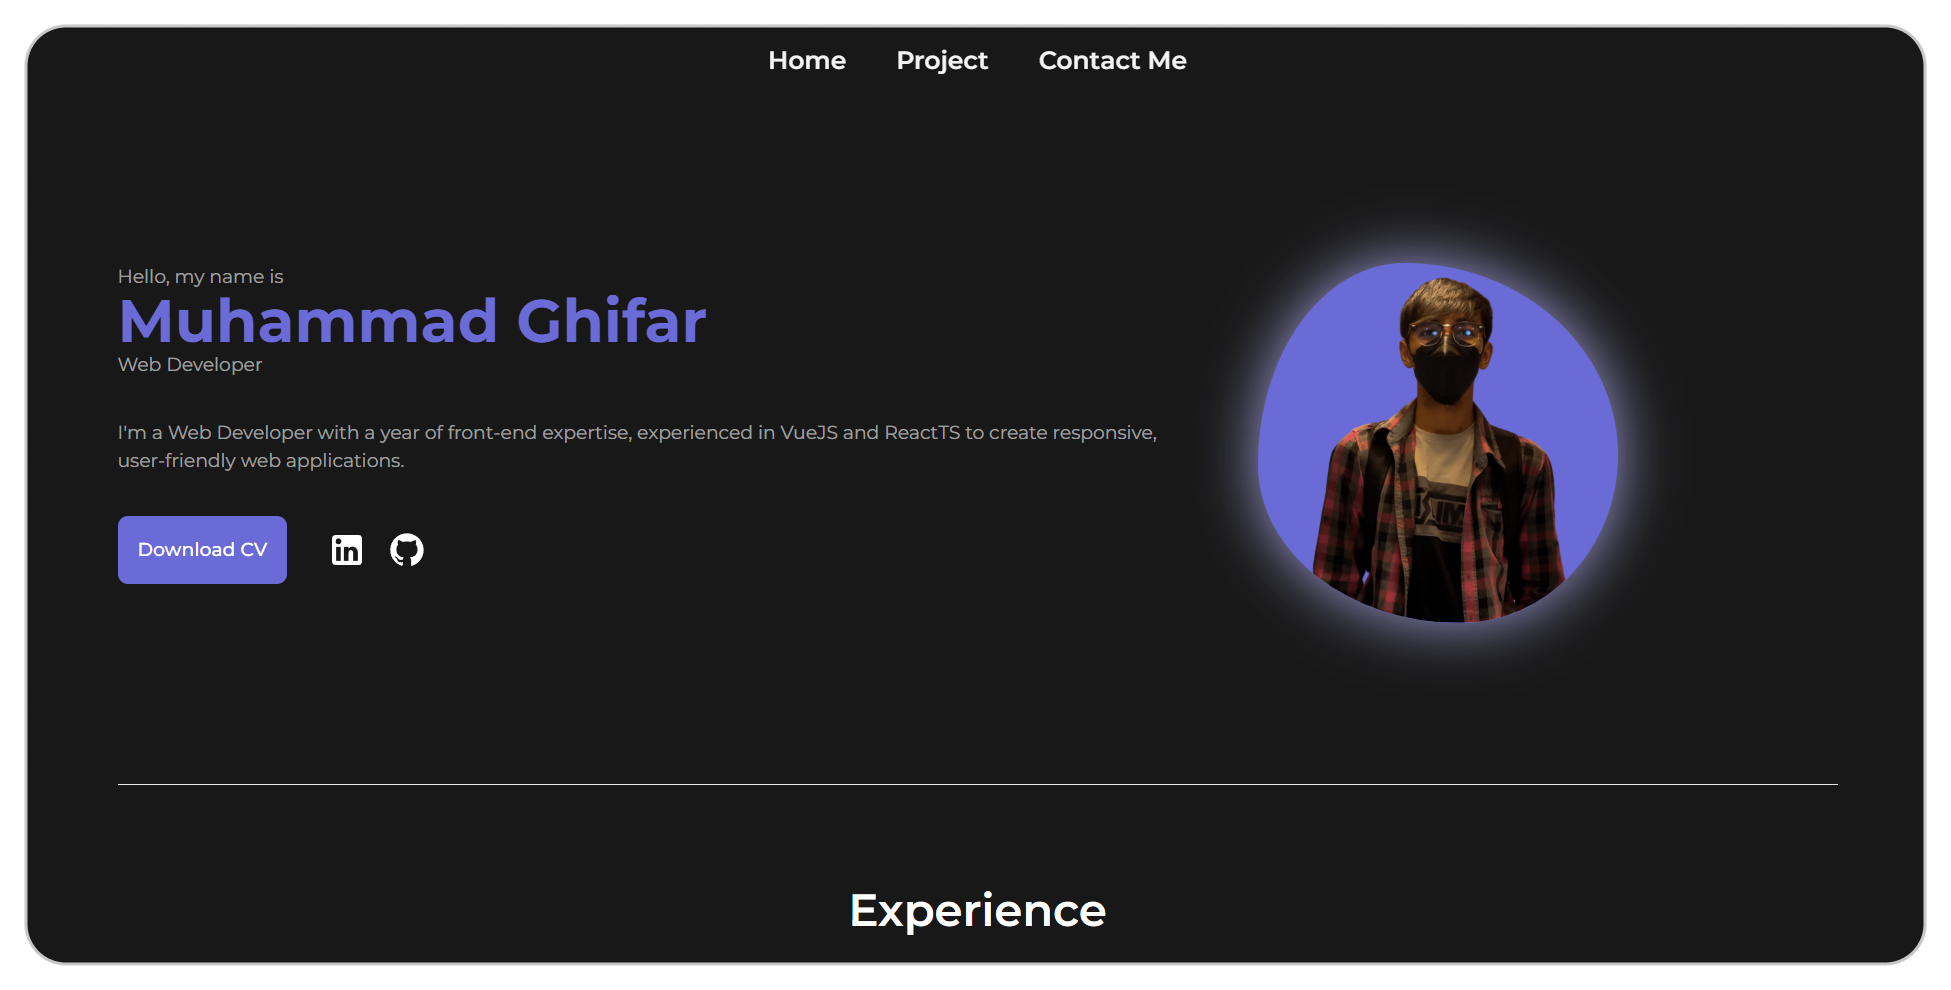 Home Project Contact Me
Hello, my name is
Muhammad Ghifar
Web Developer
I'm a Web Developer with a year of front-end expertise, experienced in VueJS and ReactTS to create responsive,
user-friendly web applications.
Download CV
in
Experience